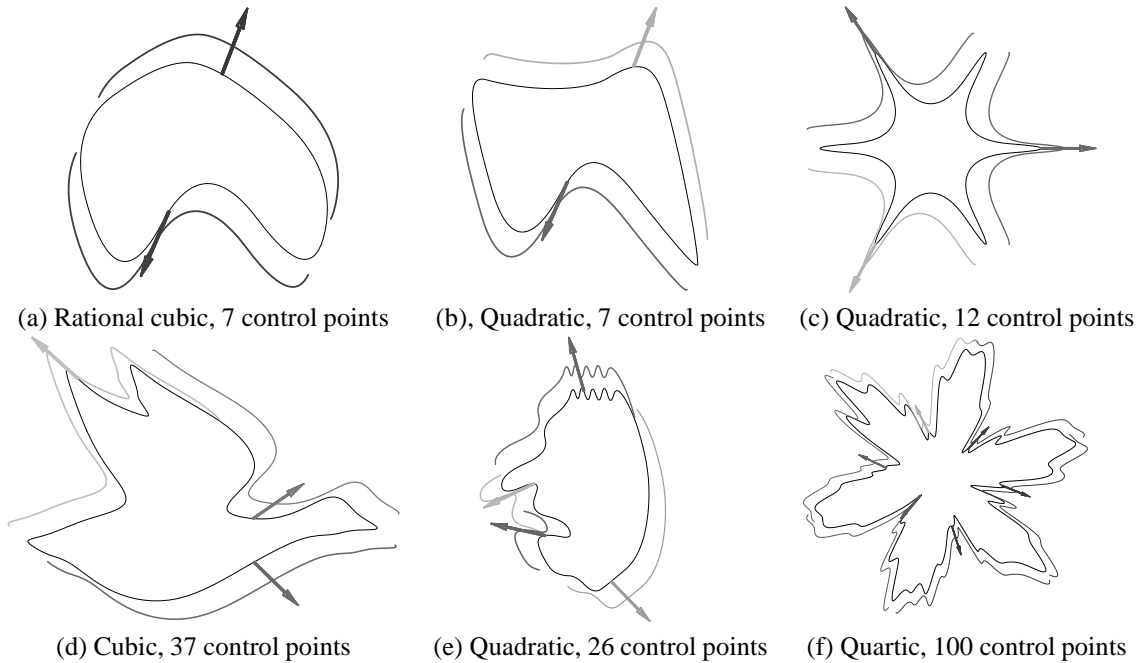 (a) Rational cubic, 7 control points
(b), Quadratic, 7 control points
(c) Quadratic, 12 control points
(d) Cubic, 37 control points
(e) Quadratic, 26 control points
(f) Quartic, 100 control points